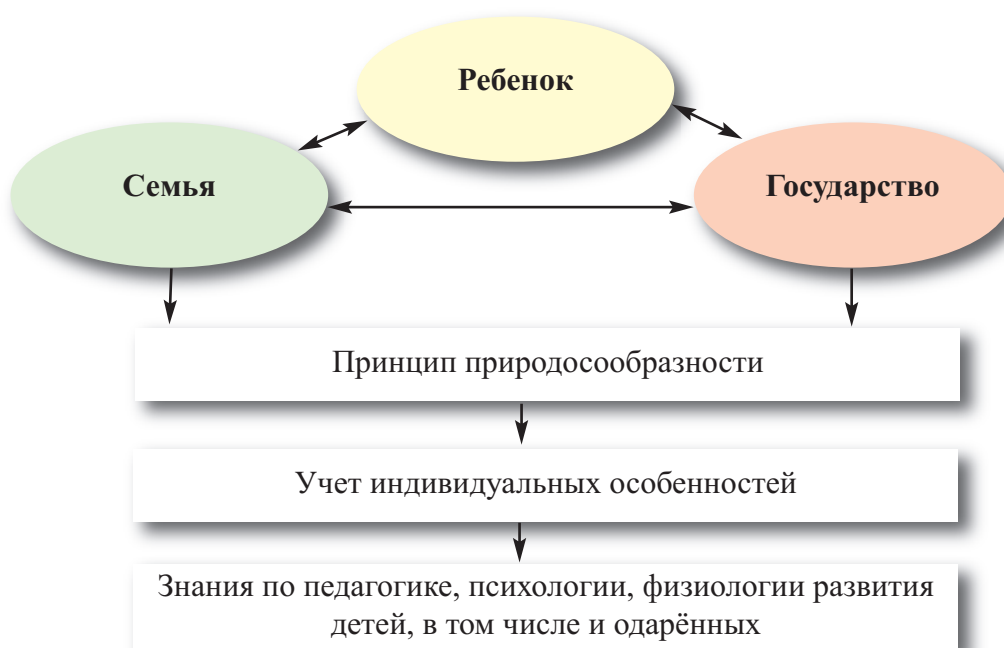 Ребенок
Семья
Государство
Принцип природосообразности
Учет индивидуальных особенностей
Знания по педагогике, психологии, физиологии развития
детей, в том числе и одарённых